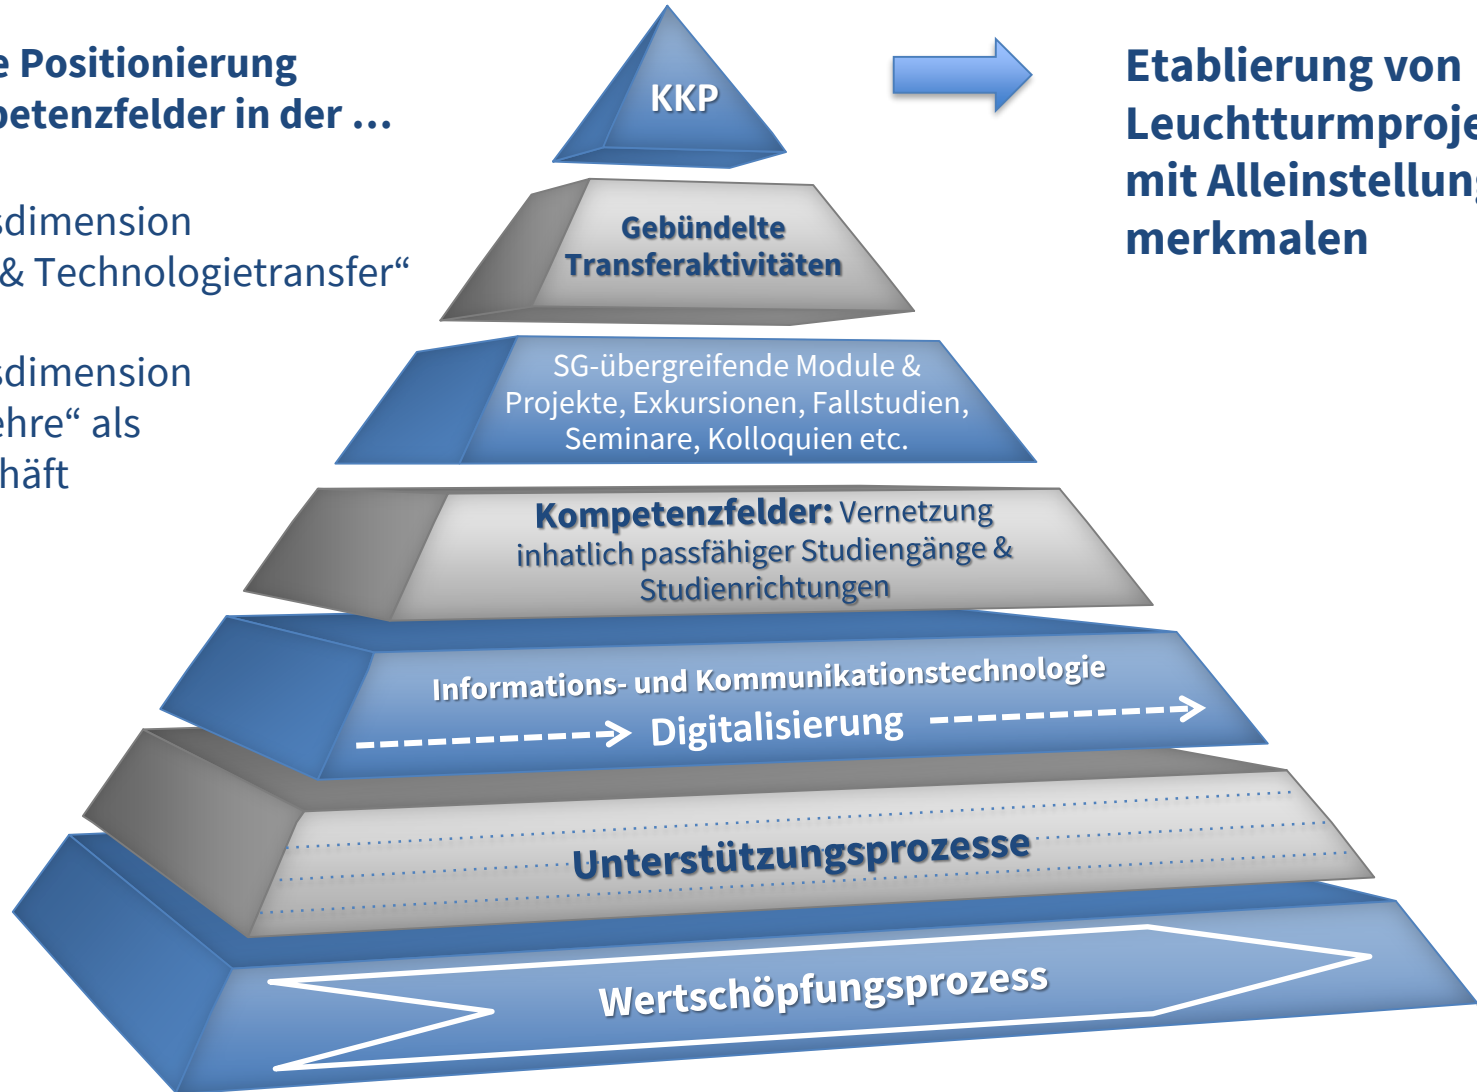 e Positionierung
petenzfelder in der ...
sdimension
& Technologietransfer“
sdimension
ehre“ als
häft
KKP
Gebündelte
Transferaktivitäten
SG-übergreifende Module &
Projekte, Exkursionen, Fallstudien,
Seminare, Kolloquien etc.
Kompetenzfelder: Vernetzung
inhatlich passfähiger Studiengänge &
Studienrichtungen
Informations- und Kommunikationstechnologie
Digitalisierung
Unterstützungsprozesse
Wertschöpfungsprozess
Etablierung von
Leuchtturmproje
mit Alleinstellung
merkmalen